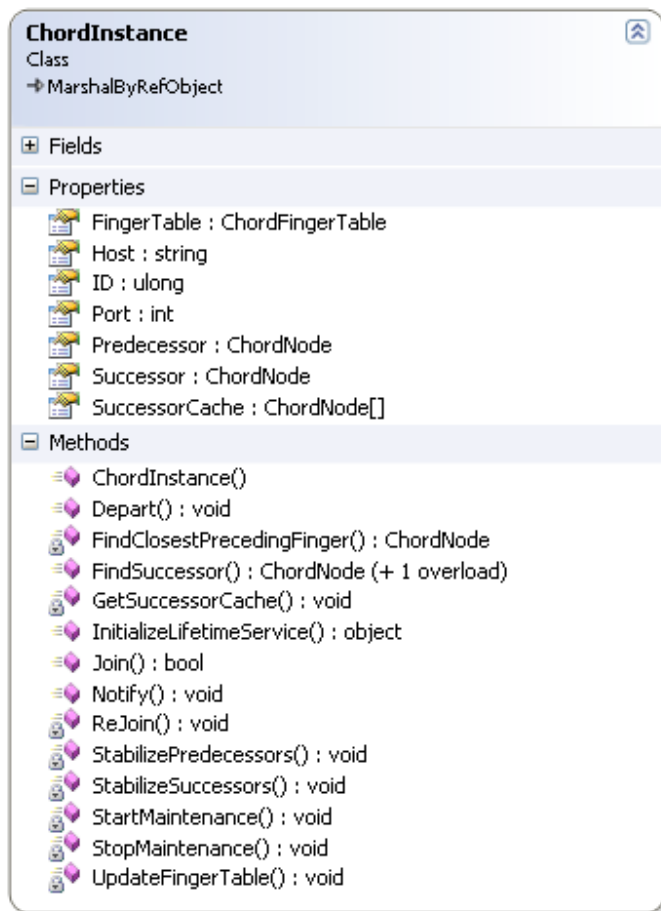 ChordInstance
Class
MarshalByRefObject
Fields
Properties
FingerTable : ChordFingerTable
Host : string
ID : ulong
Port : int
Predecessor : ChordNode
Successor : ChordNode
SuccessorCache : ChordNode[]
Methods
ChordInstance()
Depart() : void
FindClosestPrecedingFinger() : ChordNode
FindSuccessor() : ChordNode (+ 1 overload)
GetSuccessorCache() : void
InitializeLifetimeService() : object
Join() : bool
Notify() : void
ReJoin() : void
StabilizePredecessors() : void
StabilizeSuccessors() : void
StartMaintenance() : void
StopMaintenance() : void
UpdateFingerTable() : void